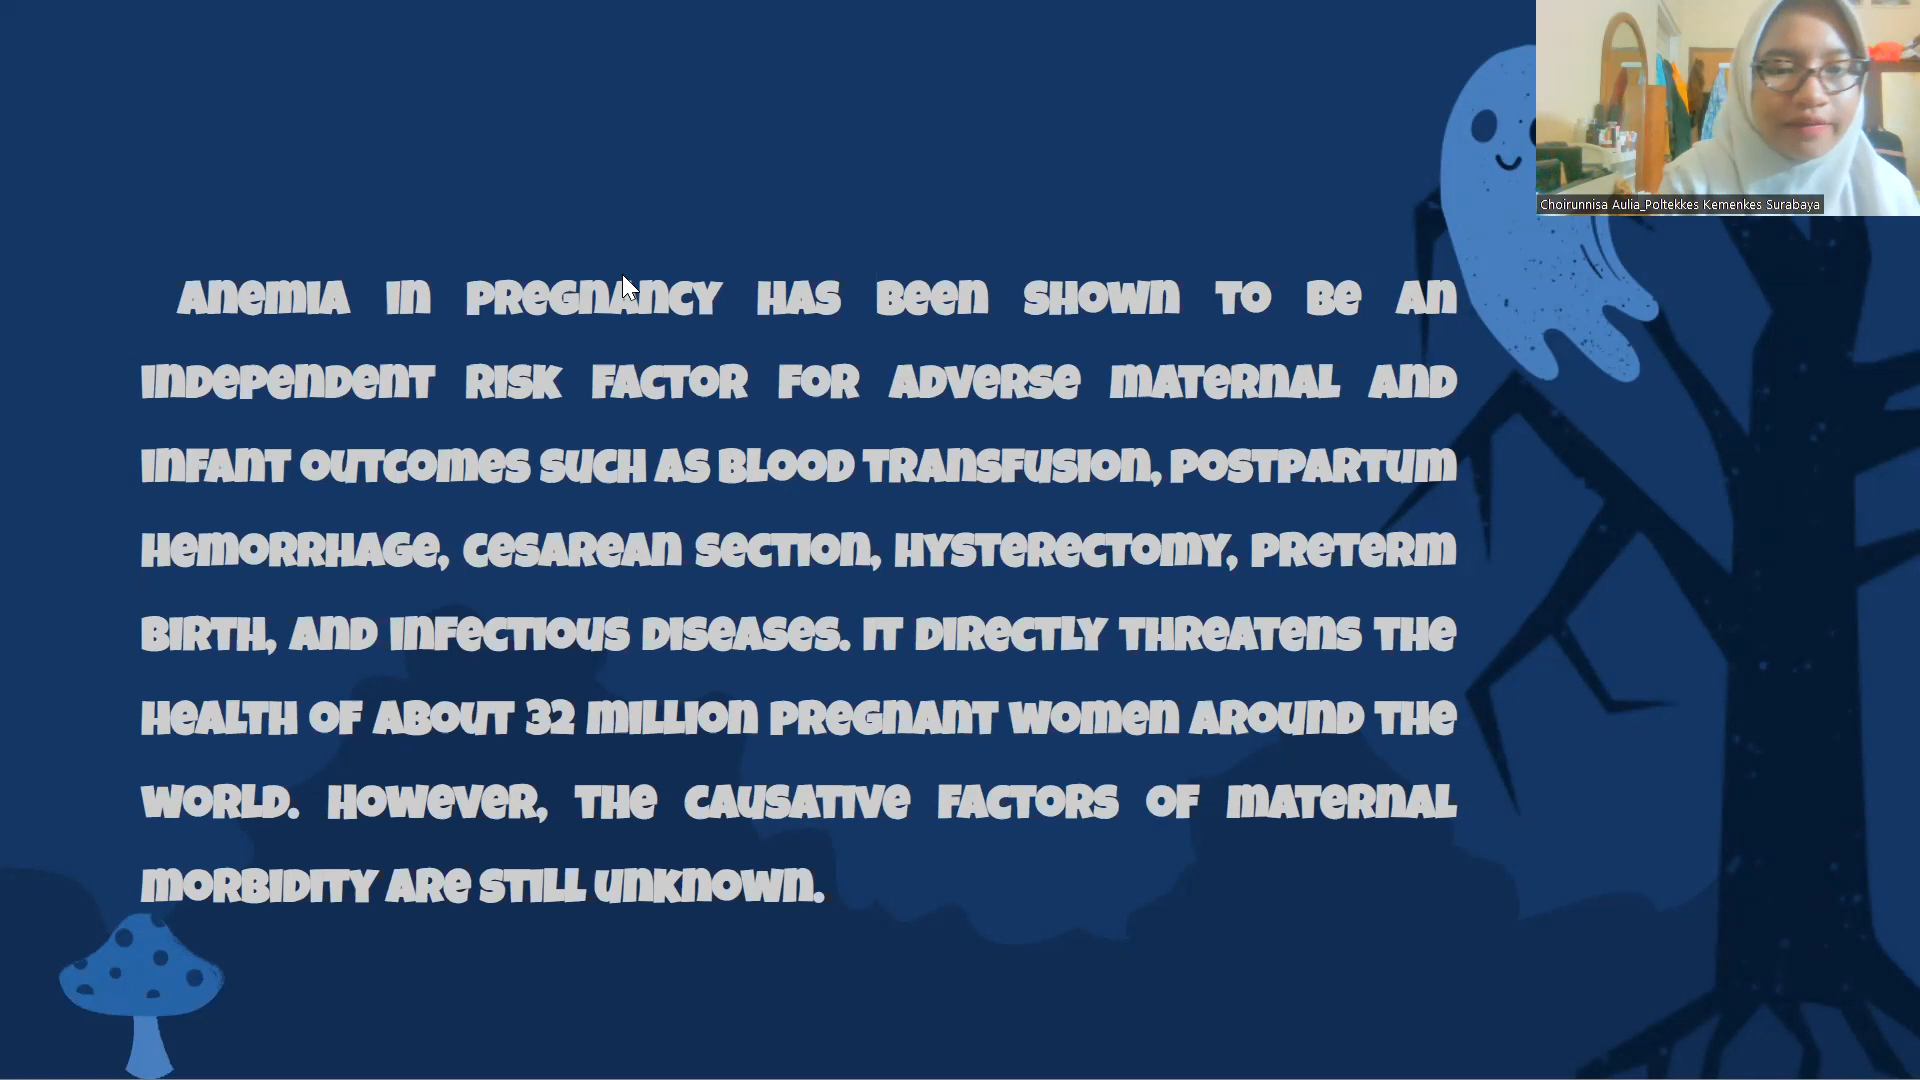 Choirunnisa Aulia_Poltekkes Kemenkes Surabaya
Anemia in pregnancy has been shown to be an
independent risk factor for adverse maternal and
infant outcomes such as blood transfusion, postpartum
hemorrhage, cesarean section, hysterectomy, preterm
birth, and infectious diseases. It directly threatens the
health of about 32 million pregnant women around the
world. However, the causative factors of maternal
morbidity are still unknown.